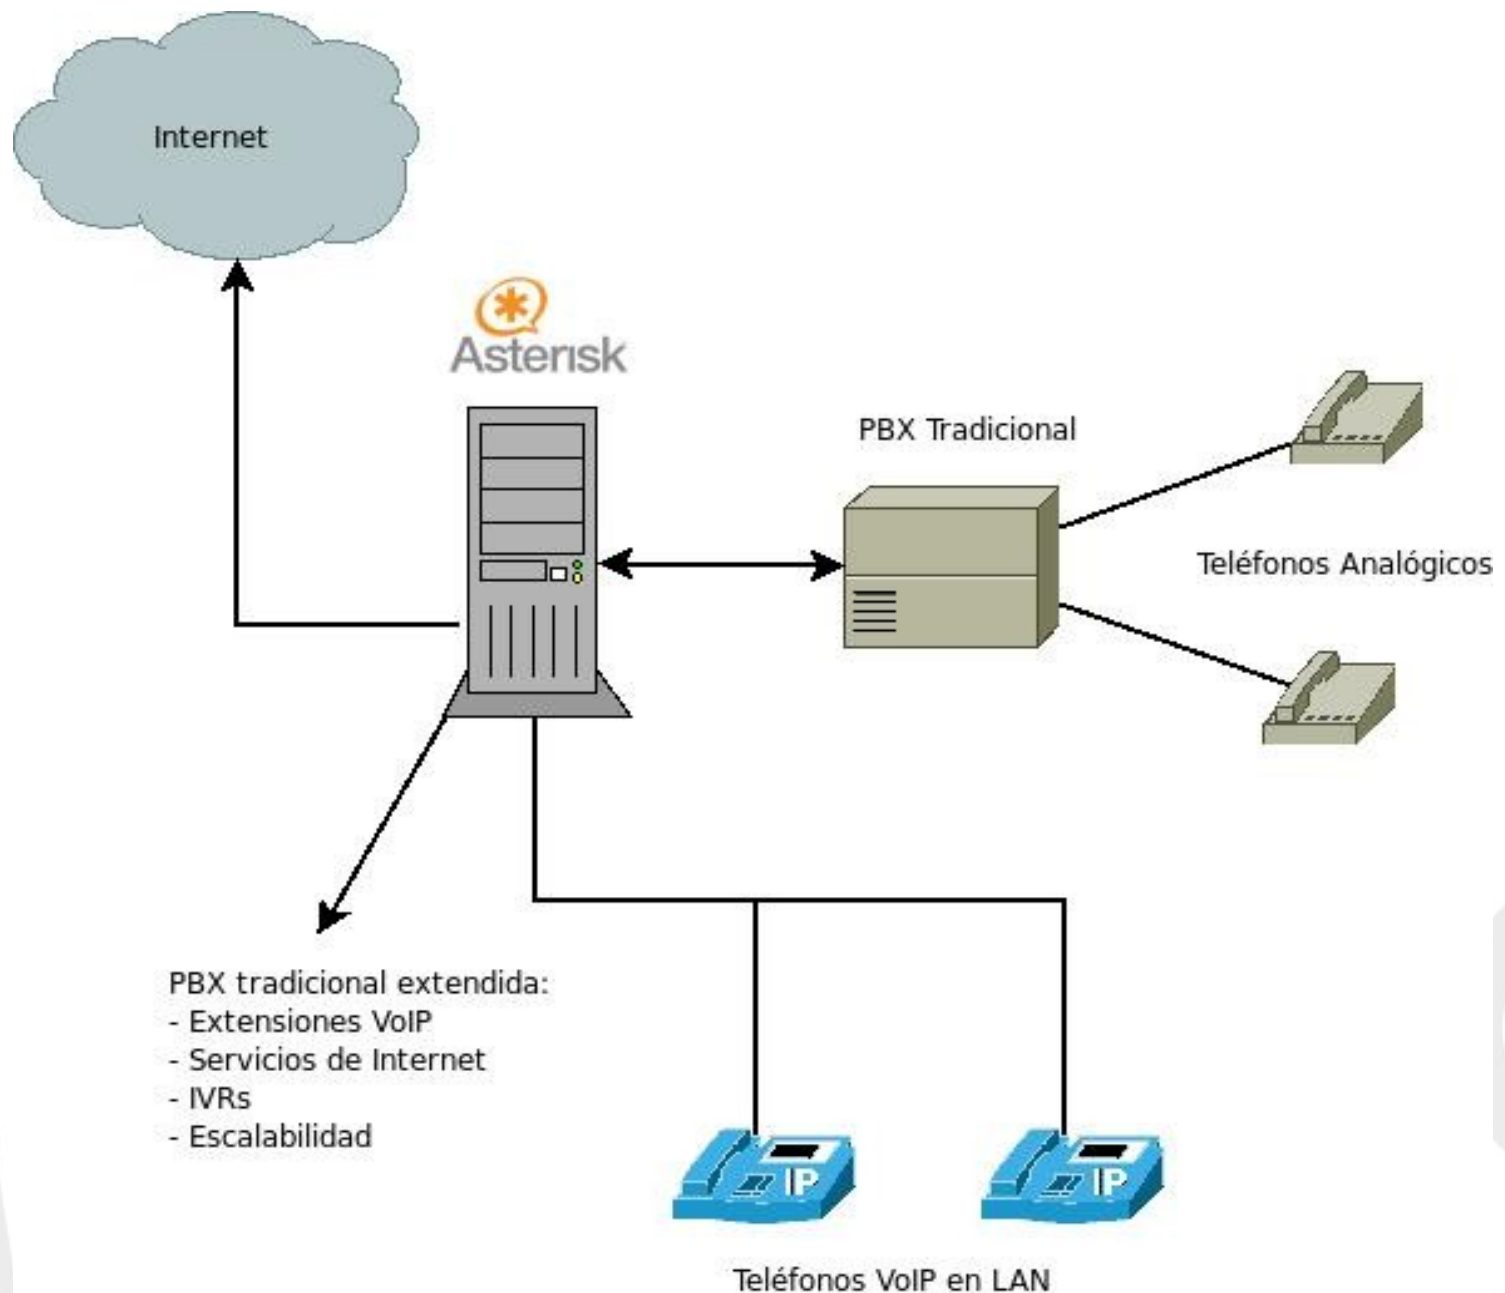 Internet
Asterisk
PBX Tradicional
Teléfonos Analógicos
PBX tradicional extendida:
- Extensiones VoIP
- Servicios de Internet
- IVRs
- Escalabilidad
IP
IP
Teléfonos VoIP en LAN